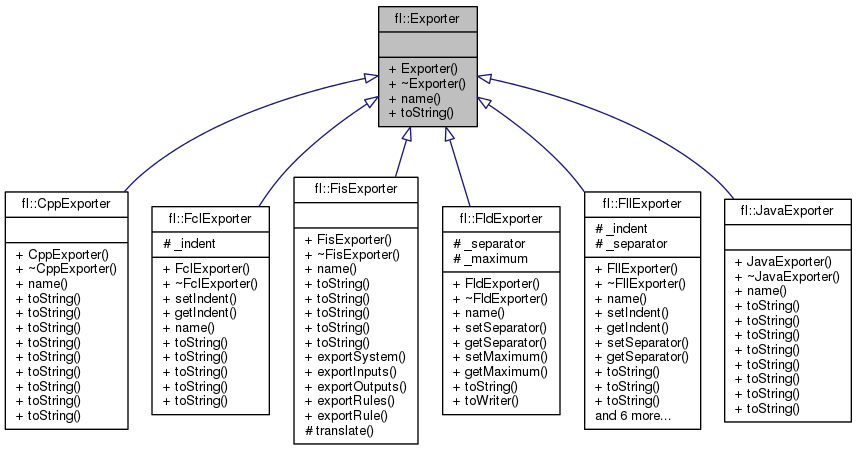 fl::Exporter
+ Exporter()
+ ~Exporter()
+ name()
+ toString()
fl::CppExporter
+ CppExporter()
+ ~CppExporter()
+ name()
+ toString()
+ toString()
+ toString()
+ toString()
+ toString()
+ toString()
+ toString()
+ toString()
+ toString()
fl::FclExporter
# _indent
+ FclExporter()
+ ~FclExporter()
+ setIndent()
+ getIndent()
+ name()
+ toString()
+ toString()
+ toString()
+ toString()
+ toString()
fl::FisExporter
+ FisExporter()
+ ~FisExporter()
+ name()
+ toString()
+ toString()
+ toString()
+ toString()
+ toString()
+ exportSystem()
+ exportInputs()
+ exportOutputs()
+ exportRules()
+ exportRule()
# translate()
fl::FldExporter
# _separator
# _maximum
+ FldExporter()
+ ~FldExporter()
+ name()
+ setSeparator()
+ getSeparator()
+ setMaximum()
+ getMaximum()
+ toString()
+ toWriter()
fl::FllExporter
# _indent
# _separator
+ FllExporter()
+ ~FllExporter()
+ name()
+ setIndent()
+ getIndent()
+ setSeparator()
+ getSeparator()
+ toString()
+ toString()
+ toString()
and 6 more...
fl::JavaExporter
+ JavaExporter()
+ ~JavaExporter()
+ name()
+ toString()
+ toString()
+ toString()
+ toString()
+ toString()
+ toString()
+ toString()
+ toString()